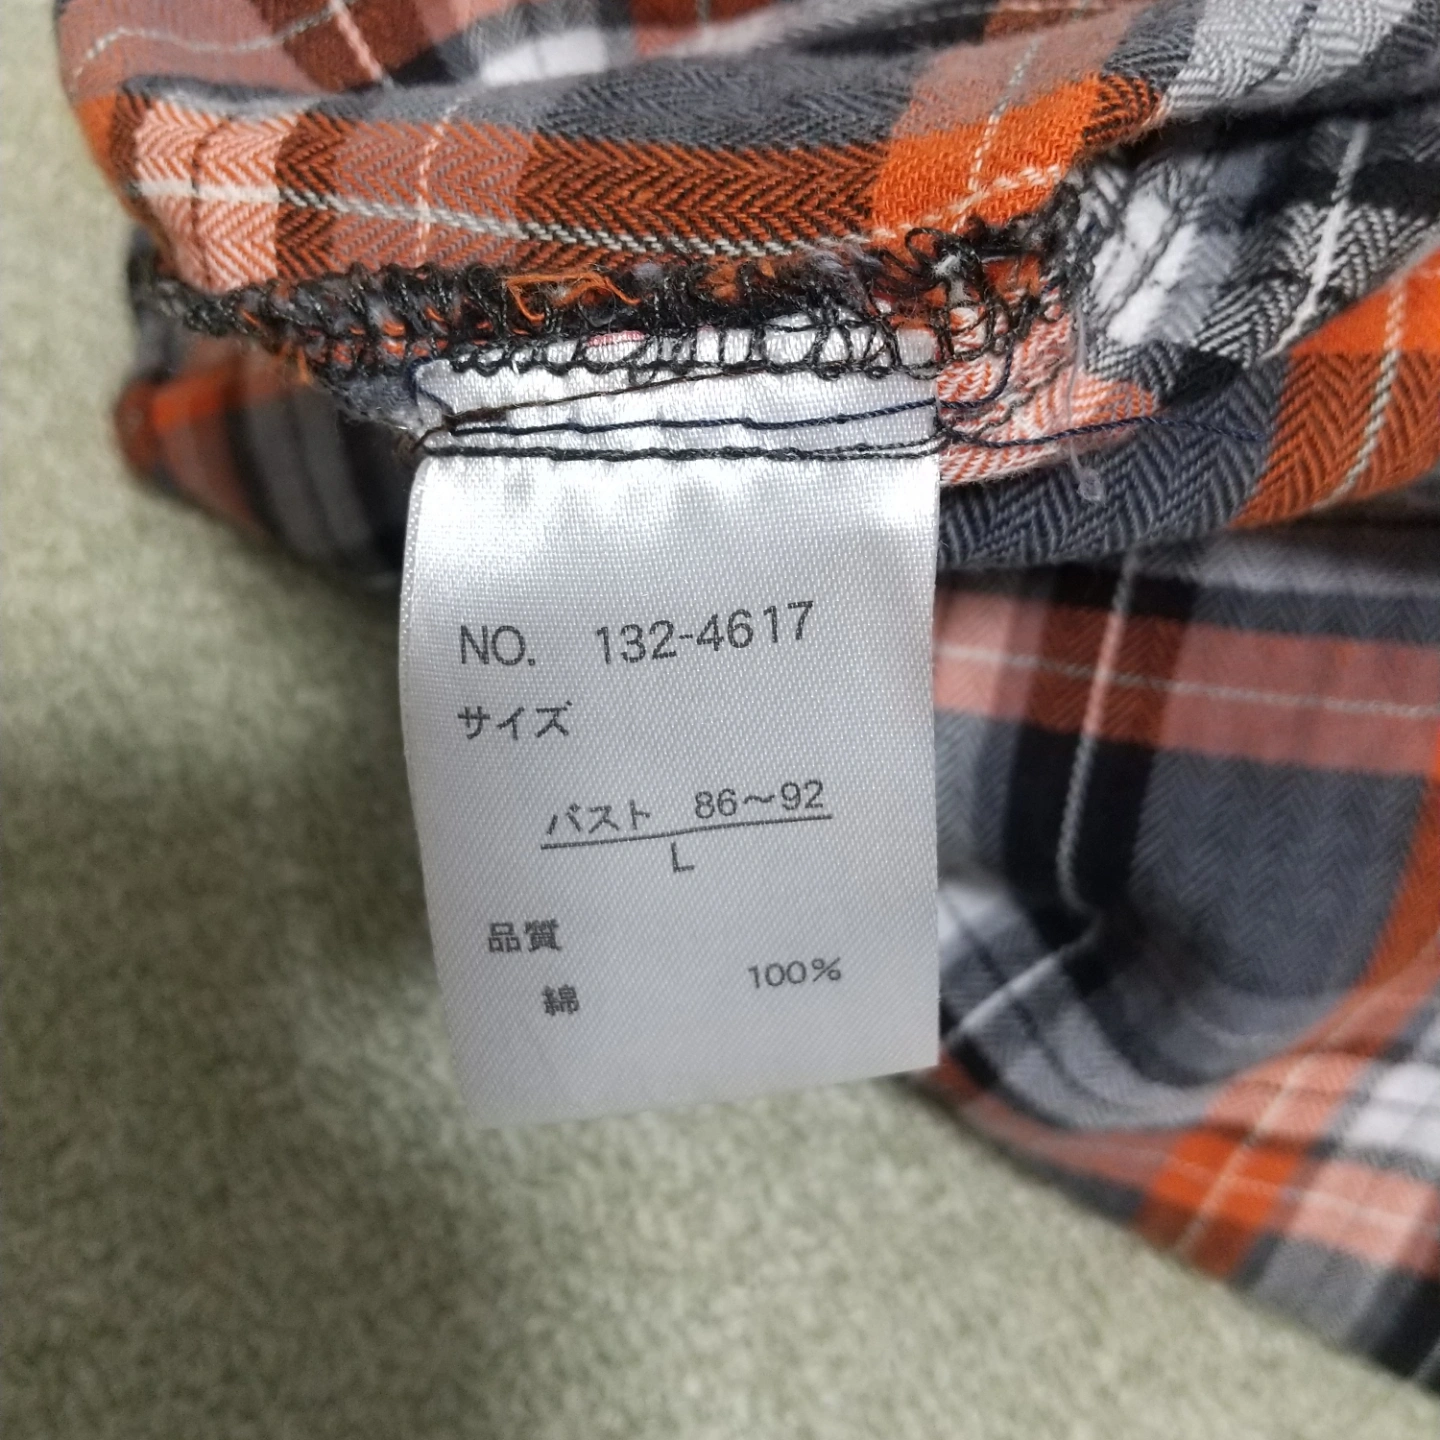 NO. 132-4617
サイズ
バスト 86〜92
L
品質
綿 100%